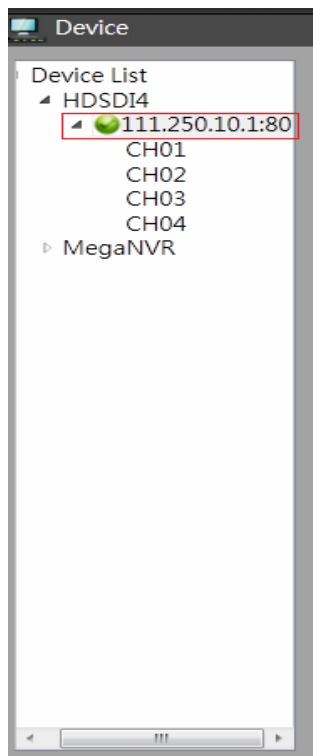 Device
Device List
HDSDI4
111.250.10.1:80
CH01
CH02
CH03
CH04
MegaNVR